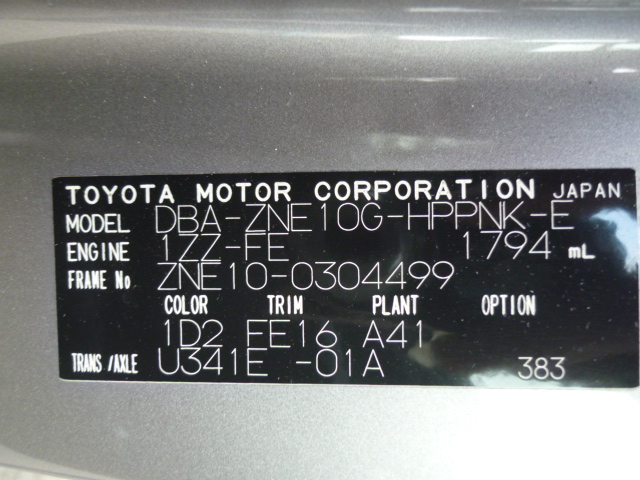 TOYOTA MOTOR CORPORATION JAPAN
MODEL DBA-ZNE10G-HPPNK-E
ENGINE 1ZZ-FE 1794 mL
FRAME No ZNE10-0304499
COLOR TRIM PLANT OPTION
1D2 FE16 A41
TRANS/AXLE U341E -01A 383